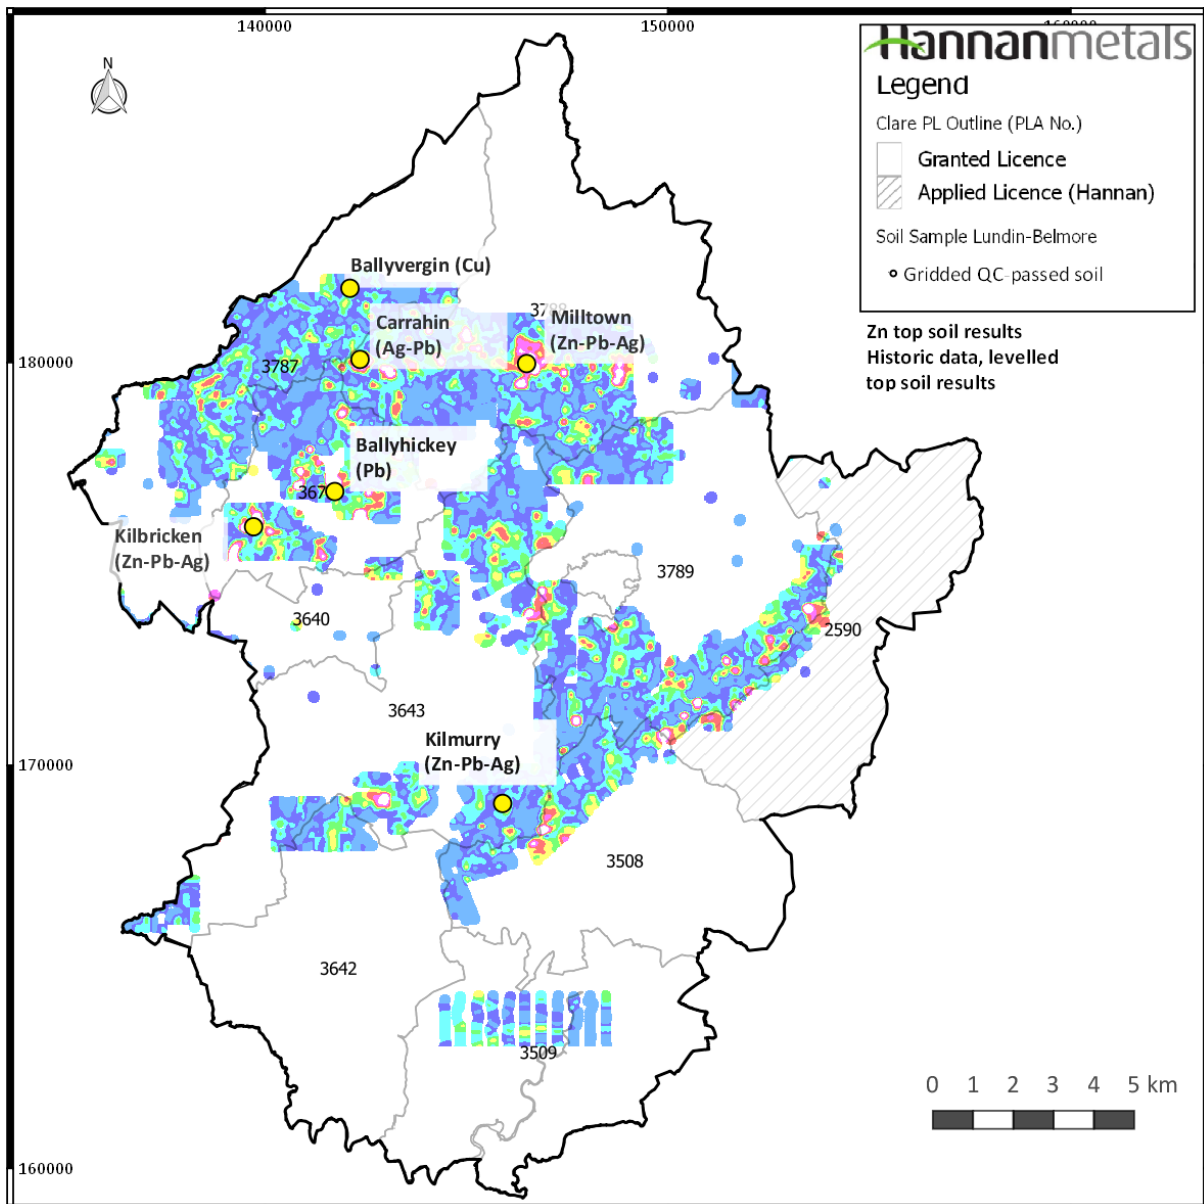 140000
150000
Hannanmetals
Legend
Clare PL Outline (PLA No.)
Granted Licence
Applied Licence (Hannan)
Soil Sample Lundin-Belmore
Gridded QC-passed soil
Zn top soil results
Historic data, levelled
top soil results
N
Ballyvergin (Cu)
Carrahin
(Ag-Pb)
Milltown
(Zn-Pb-Ag)
180000
3787
Ballyhickey
(Pb)
367
Kilbricken
(Zn-Pb-Ag)
3789
3640
2590
3643
Kilmurry
(Zn-Pb-Ag)
170000
3508
3642
3509
0 1 2 3 4 5 km
160000